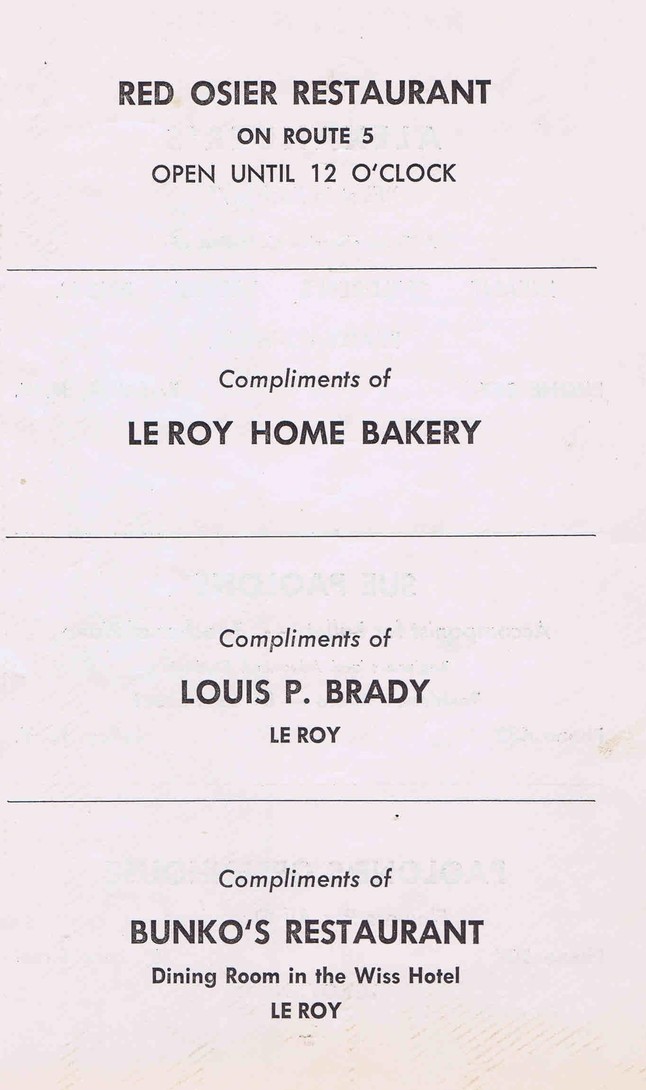 RED OSIER RESTAURANT
ON ROUTE 5
OPEN UNTIL 12 O'CLOCK
Compliments of
LE ROY HOME BAKERY
Compliments of
LOUIS P. BRADY
LE ROY
Compliments of
BUNKO'S RESTAURANT
Dining Room in the Wiss Hotel
LE ROY